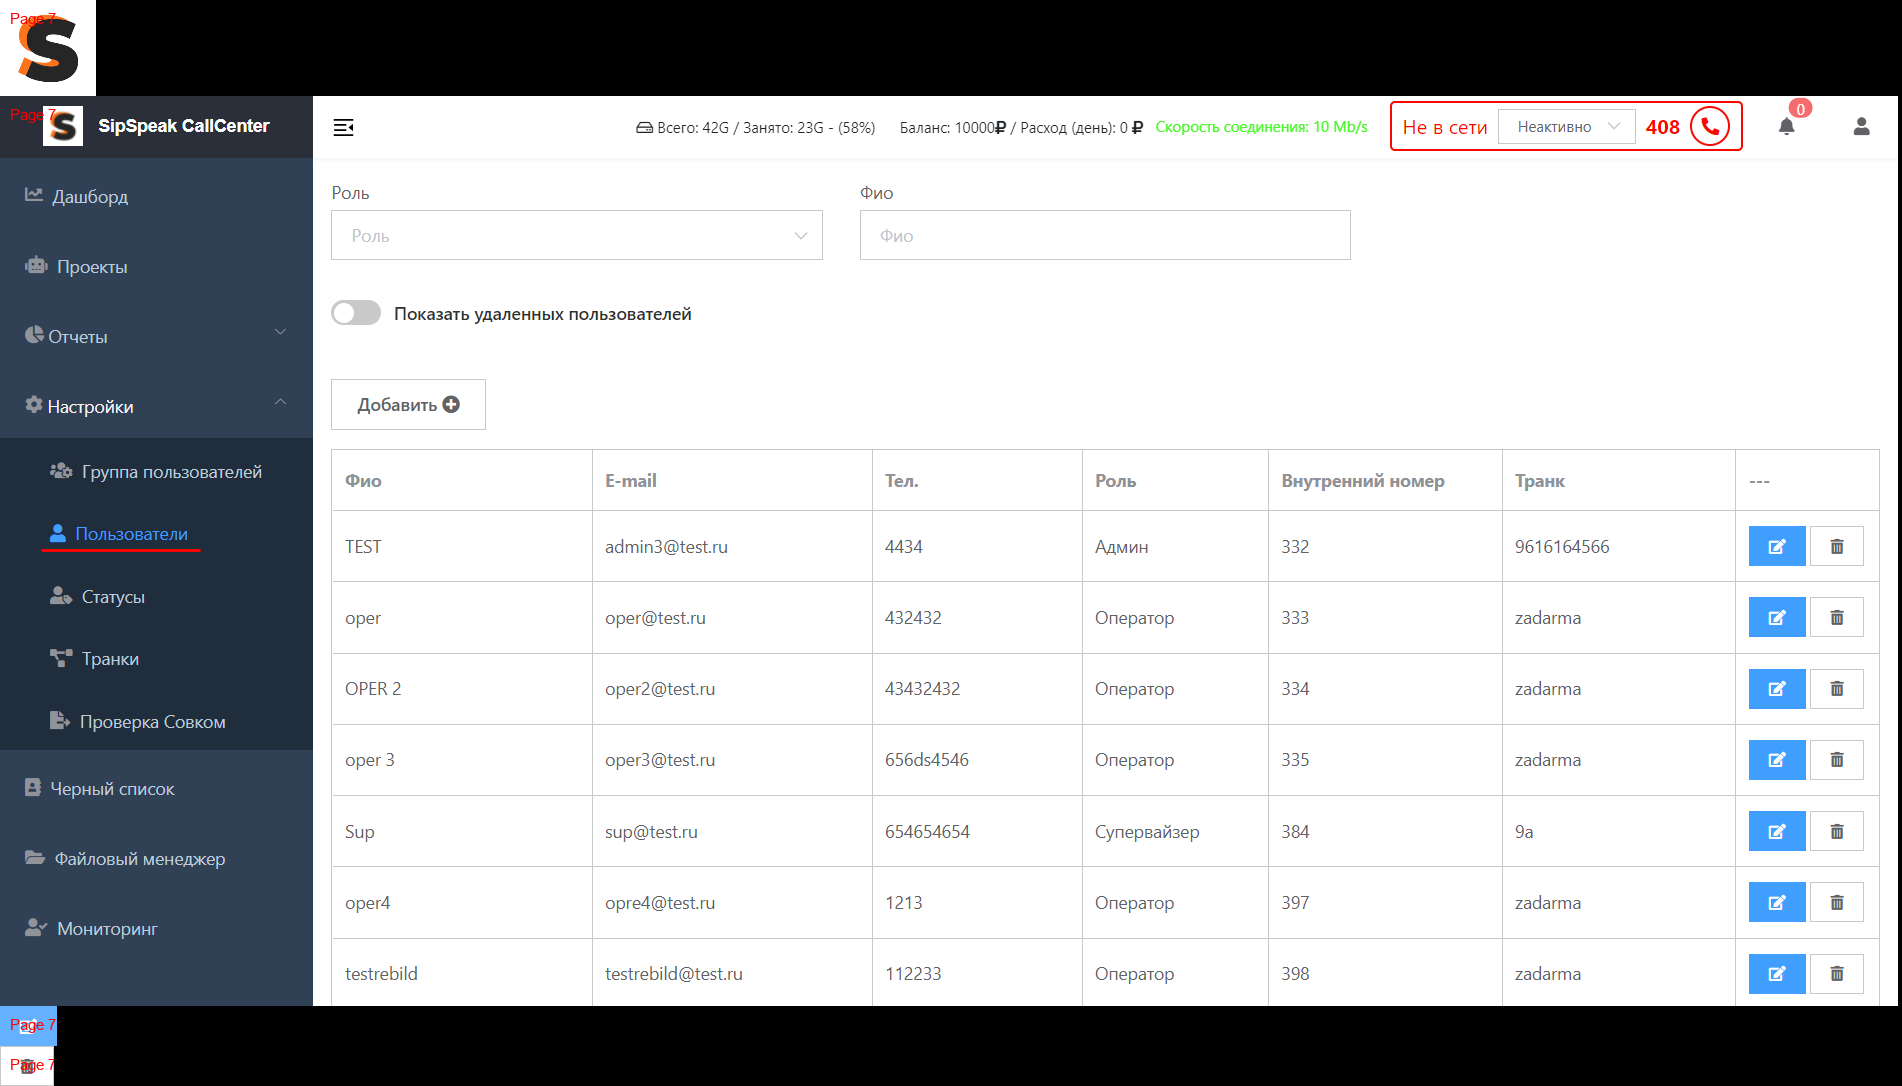 Page 7
Page 7
SipSpeak CallCenter
Всего: 42G / Занято: 23G - (58%)
Баланс: 10000₽ / Расход (день): 0 ₽
Скорость соединения: 10 Mb/s
Не в сети
Неактивно
408
0
Дашборд
Проекты
Отчеты
Настройки
Группа пользователей
Пользователи
Статусы
Транки
Проверка Совком
Черный список
Файловый менеджер
Мониторинг
Роль
Фио
Роль
Фио
Показать удаленных пользователей
Добавить
Фио E-mail Тел. Роль Внутренний номер Транк ---
TEST admin3@test.ru 4434 Админ 332 9616164566
oper oper@test.ru 432432 Оператор 333 zadarma
OPER 2 oper2@test.ru 43432432 Оператор 334 zadarma
oper 3 oper3@test.ru 656ds4546 Оператор 335 zadarma
Sup sup@test.ru 654654654 Супервайзер 384 9a
oper4 opre4@test.ru 1213 Оператор 397 zadarma
testrebild testrebild@test.ru 112233 Оператор 398 zadarma
Page 7
Page 7